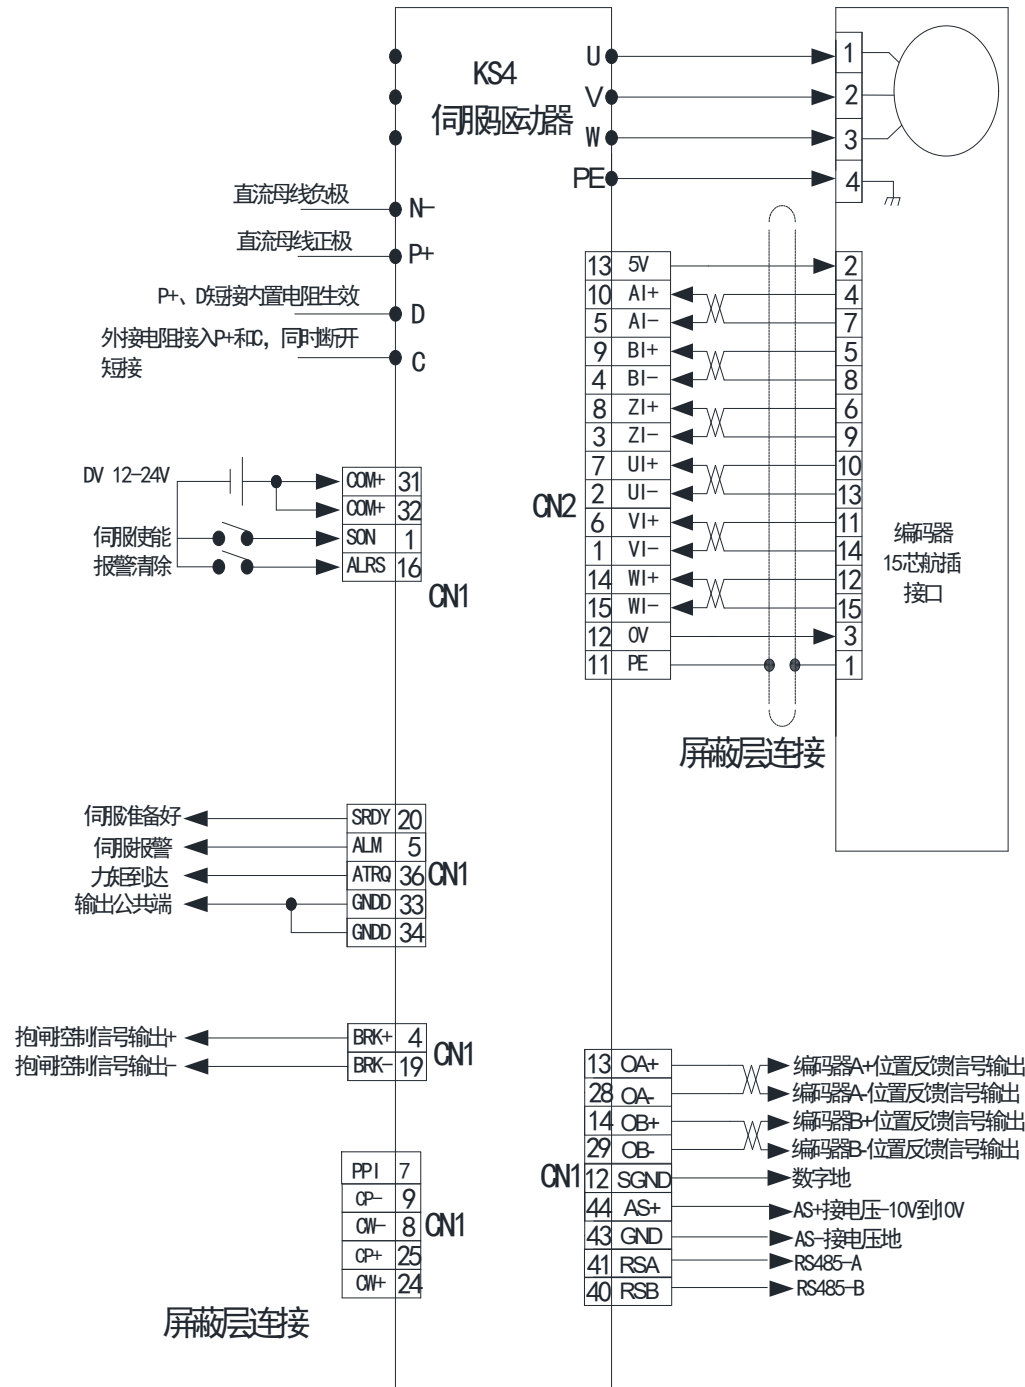 KS4
伺服驱动器
U
V
W
PE
1
2
3
4
直流母线负极
N-
直流母线正极
P+
P+、D短接内置电阻生效
D
外接电阻接入P+和C，同时断开
短接
C
13 5V 2
10 AI+ 4
5 AI- 7
9 BI+ 5
4 BI- 8
8 ZI+ 6
3 ZI- 9
7 UI+ 10
2 UI- 13
6 VI+ 11
1 VI- 14
14 WI+ 12
15 WI- 15
12 0V 3
11 PE 1
CN2
编码器
15芯航插
接口
屏蔽层连接
DV 12-24V
COM+ 31
COM+ 32
伺服使能 SON 1
报警清除 ALRS 16
CN1
伺服准备好 SRDY 20
伺服报警 ALM 5
力矩到达 ATRQ 36
输出公共端 GNDD 33
GNDD 34
CN1
抱闸控制信号输出+ BRK+ 4
抱闸控制信号输出- BRK- 19
CN1
PPI 7
CP- 9
CW- 8
CP+ 25
CW+ 24
CN1
屏蔽层连接
13 OA+ 编码器A+位置反馈信号输出
28 OA- 编码器A-位置反馈信号输出
14 OB+ 编码器B+位置反馈信号输出
29 OB- 编码器B-位置反馈信号输出
12 SGND 数字地
44 AS+ AS+接电压-10V到10V
43 GND AS-接电压地
41 RSA RS485-A
40 RSB RS485-B
CN1